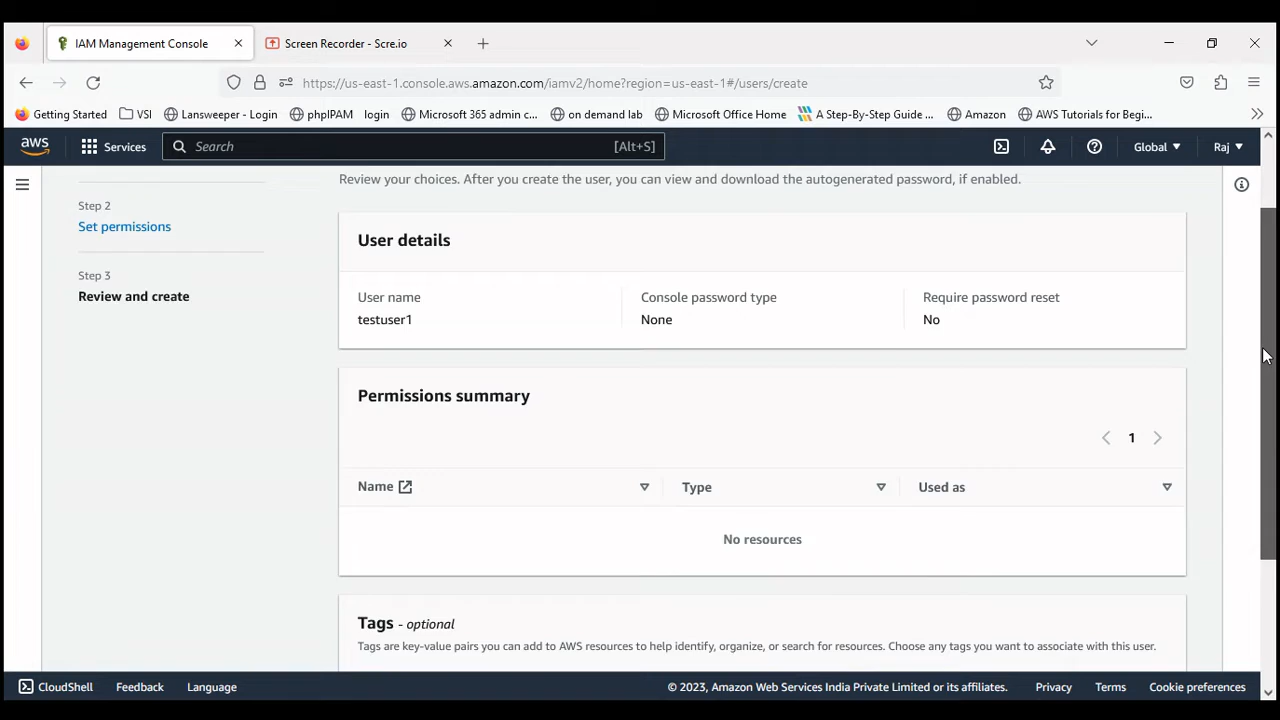 IAM Management Console
Screen Recorder - Scre.io
https://us-east-1.console.aws.amazon.com/iamv2/home?region=us-east-1#/users/create
Getting Started
VSI
Lansweeper - Login
phpIPAM login
Microsoft 365 admin c...
on demand lab
Microsoft Office Home
A Step-By-Step Guide ...
Amazon
AWS Tutorials for Begi...
aws
Services
Search
[Alt+S]
Global
Raj
Review your choices. After you create the user, you can view and download the autogenerated password, if enabled.
Step 2
Set permissions
Step 3
Review and create
User details
User name
testuser1
Console password type
None
Require password reset
No
Permissions summary
1
Name
Type
Used as
No resources
Tags - optional
Tags are key-value pairs you can add to AWS resources to help identify, organize, or search for resources. Choose any tags you want to associate with this user.
CloudShell
Feedback
Language
© 2023, Amazon Web Services India Private Limited or its affiliates.
Privacy
Terms
Cookie preferences